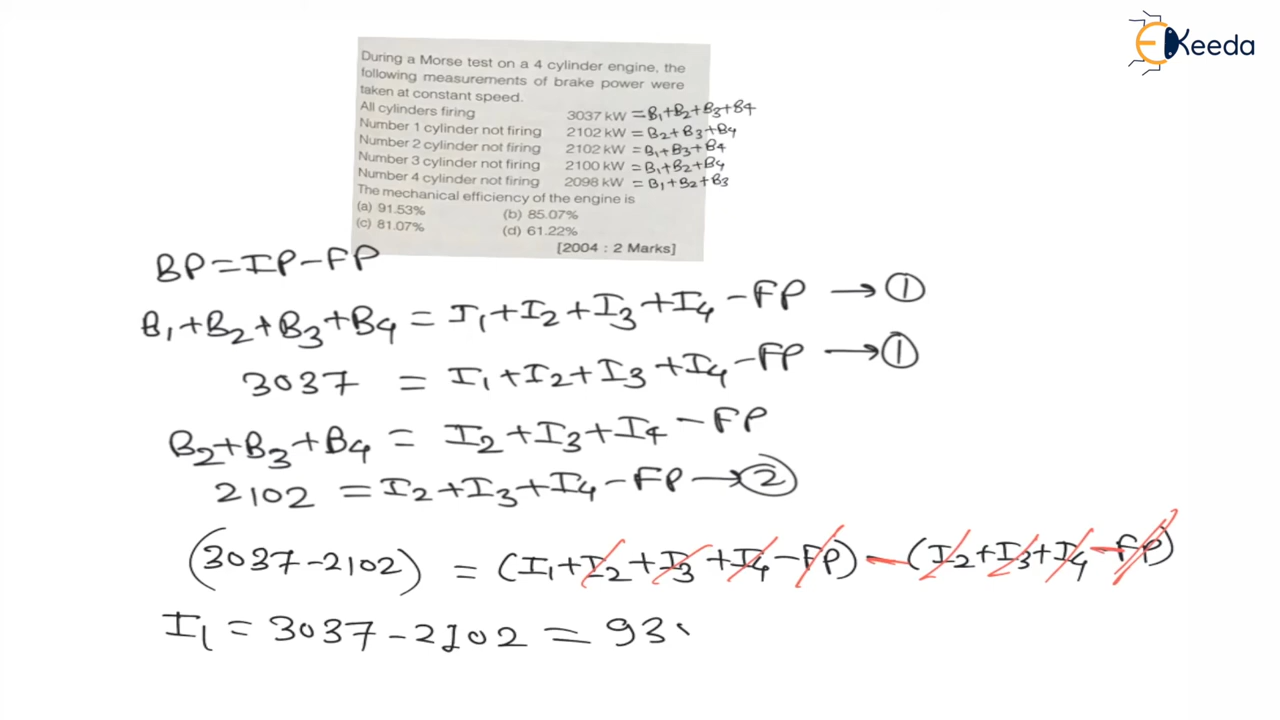 EKeeda
During a Morse test on a 4 cylinder engine, the
following measurements of brake power were
taken at constant speed.
All cylinders firing 3037 kW = B₁+B₂+B₃+B₄
Number 1 cylinder not firing 2102 kW = B₂+B₃+B₄
Number 2 cylinder not firing 2102 kW = B₁+B₃+B₄
Number 3 cylinder not firing 2100 kW = B₁+B₂+B₄
Number 4 cylinder not firing 2098 kW = B₁+B₂+B₃
The mechanical efficiency of the engine is
(a) 91.53% (b) 85.07%
(c) 81.07% (d) 61.22%
[2004 : 2 Marks]
BP=IP-FP
B₁+B₂+B₃+B₄ = I₁+I₂+I₃+I₄-FP → ①
3037 = I₁+I₂+I₃+I₄-FP → ①
B₂+B₃+B₄ = I₂+I₃+I₄-FP
2102 = I₂+I₃+I₄-FP → ②
(3037-2102) = (I₁+I₂+I₃+I₄-FP) - (I₂+I₃+I₄-FP)
I₁ = 3037-2102 = 93